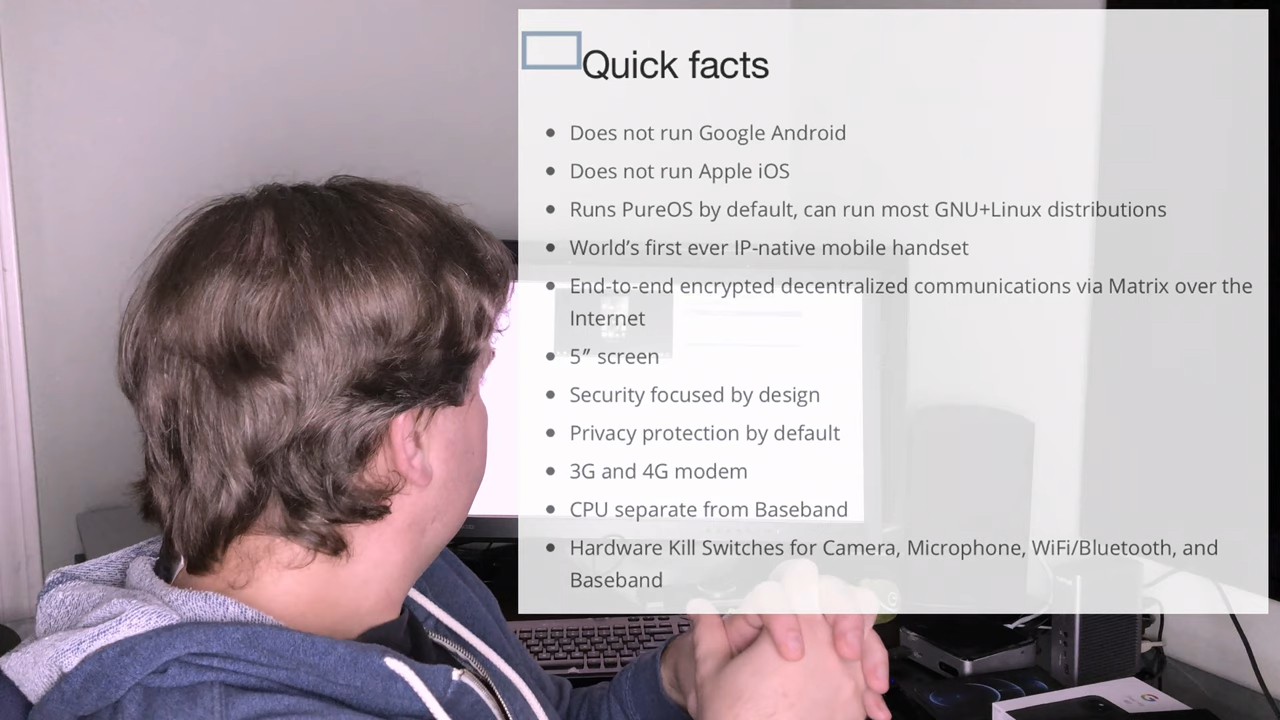 Quick facts
Does not run Google Android
Does not run Apple iOS
Runs PureOS by default, can run most GNU+Linux distributions
World’s first ever IP-native mobile handset
End-to-end encrypted decentralized communications via Matrix over the
Internet
5″ screen
Security focused by design
Privacy protection by default
3G and 4G modem
CPU separate from Baseband
Hardware Kill Switches for Camera, Microphone, WiFi/Bluetooth, and
Baseband